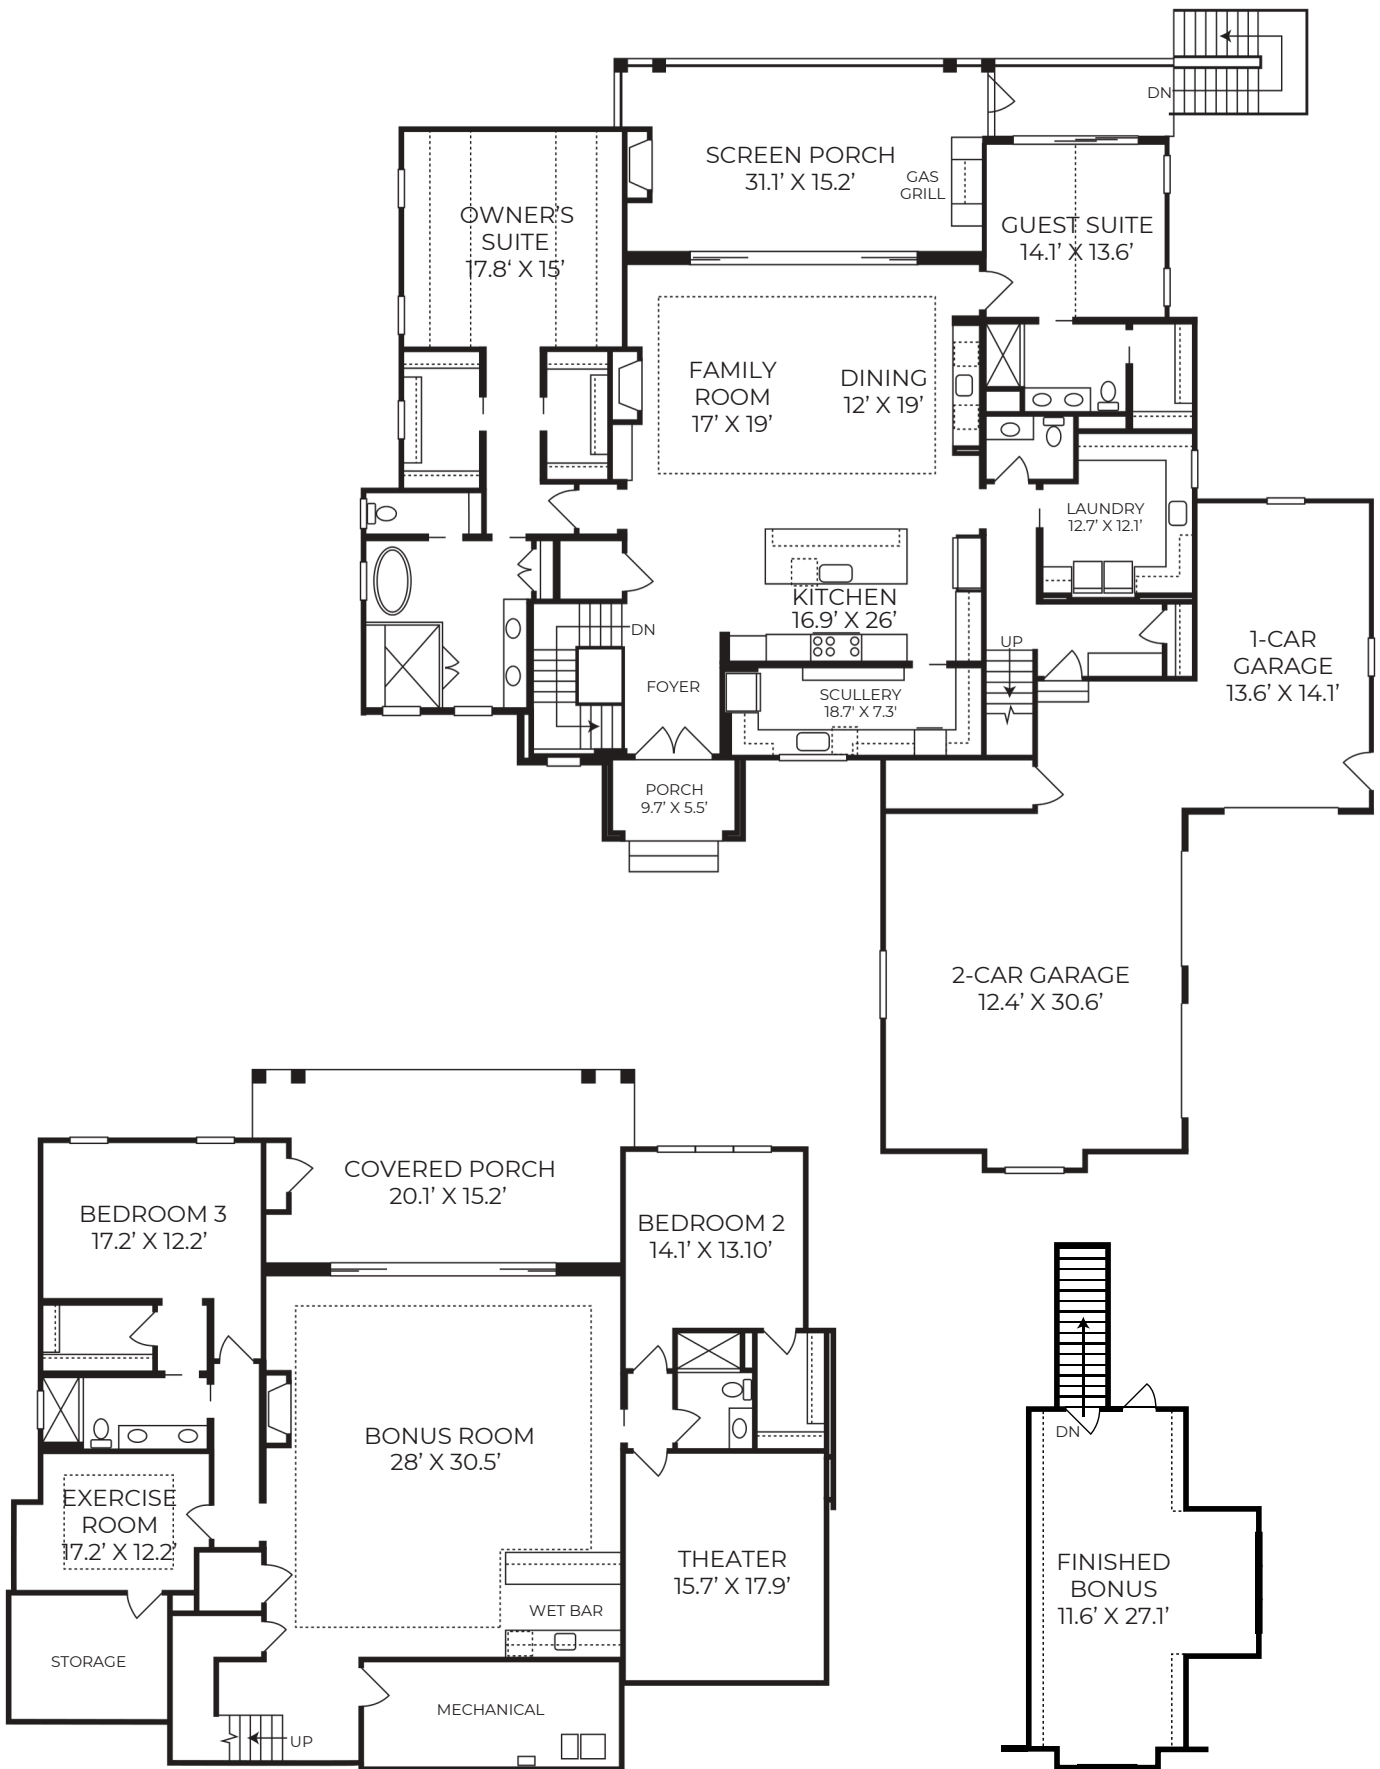 DN
SCREEN PORCH
31.1’ X 15.2’
GAS
GRILL
OWNER’S
SUITE
17.8‘ X 15’
GUEST SUITE
14.1’ X 13.6’
FAMILY
ROOM
17’ X 19’
DINING
12’ X 19’
LAUNDRY
12.7’ X 12.1’
KITCHEN
16.9’ X 26’
DN
UP
FOYER
SCULLERY
18.7’ X 7.3’
1-CAR
GARAGE
13.6’ X 14.1’
PORCH
9.7’ X 5.5’
2-CAR GARAGE
12.4’ X 30.6’
COVERED PORCH
20.1’ X 15.2’
BEDROOM 3
17.2’ X 12.2’
BEDROOM 2
14.1’ X 13.10’
BONUS ROOM
28’ X 30.5’
EXERCISE
ROOM
17.2’ X 12.2’
THEATER
15.7’ X 17.9’
WET BAR
STORAGE
MECHANICAL
UP
DN
FINISHED
BONUS
11.6’ X 27.1’